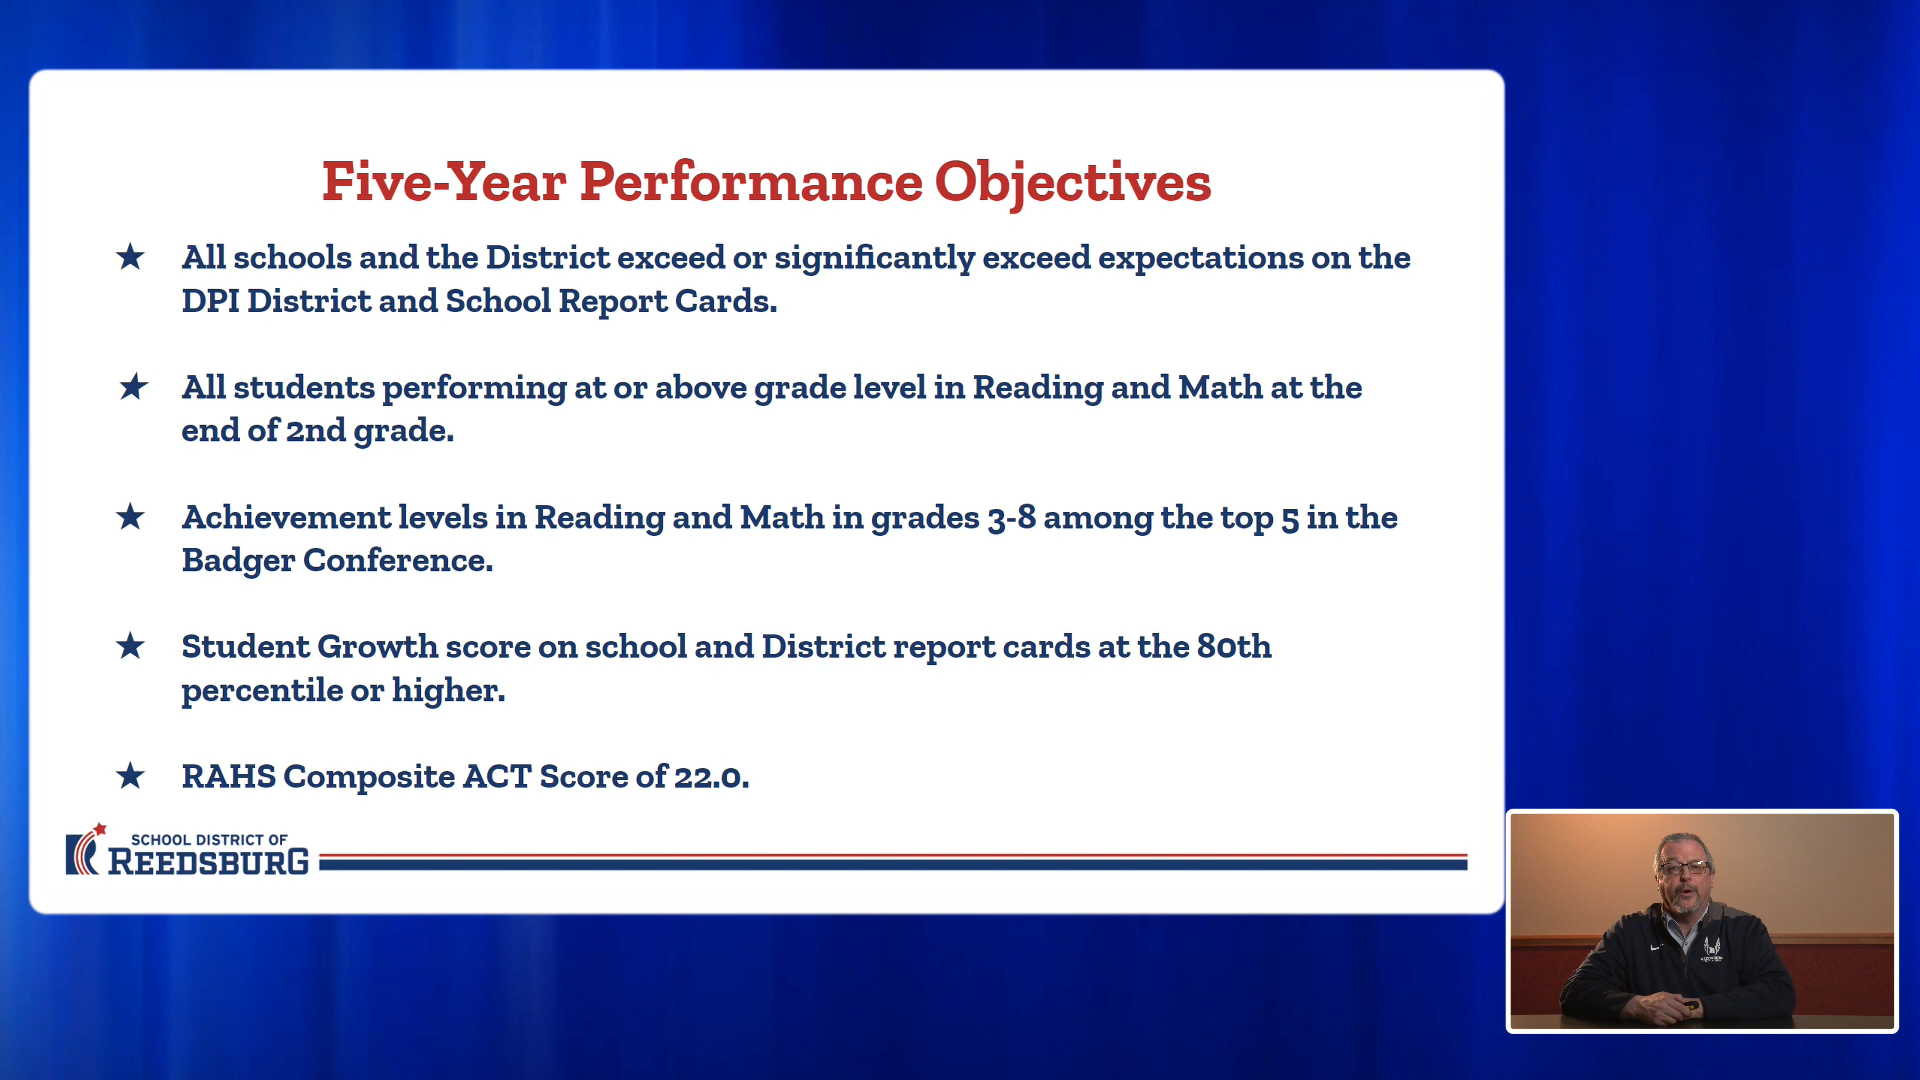 Five-Year Performance Objectives
★ All schools and the District exceed or significantly exceed expectations on the
DPI District and School Report Cards.
★ All students performing at or above grade level in Reading and Math at the
end of 2nd grade.
★ Achievement levels in Reading and Math in grades 3-8 among the top 5 in the
Badger Conference.
★ Student Growth score on school and District report cards at the 80th
percentile or higher.
★ RAHS Composite ACT Score of 22.0.
SCHOOL DISTRICT OF
REEDSBURG